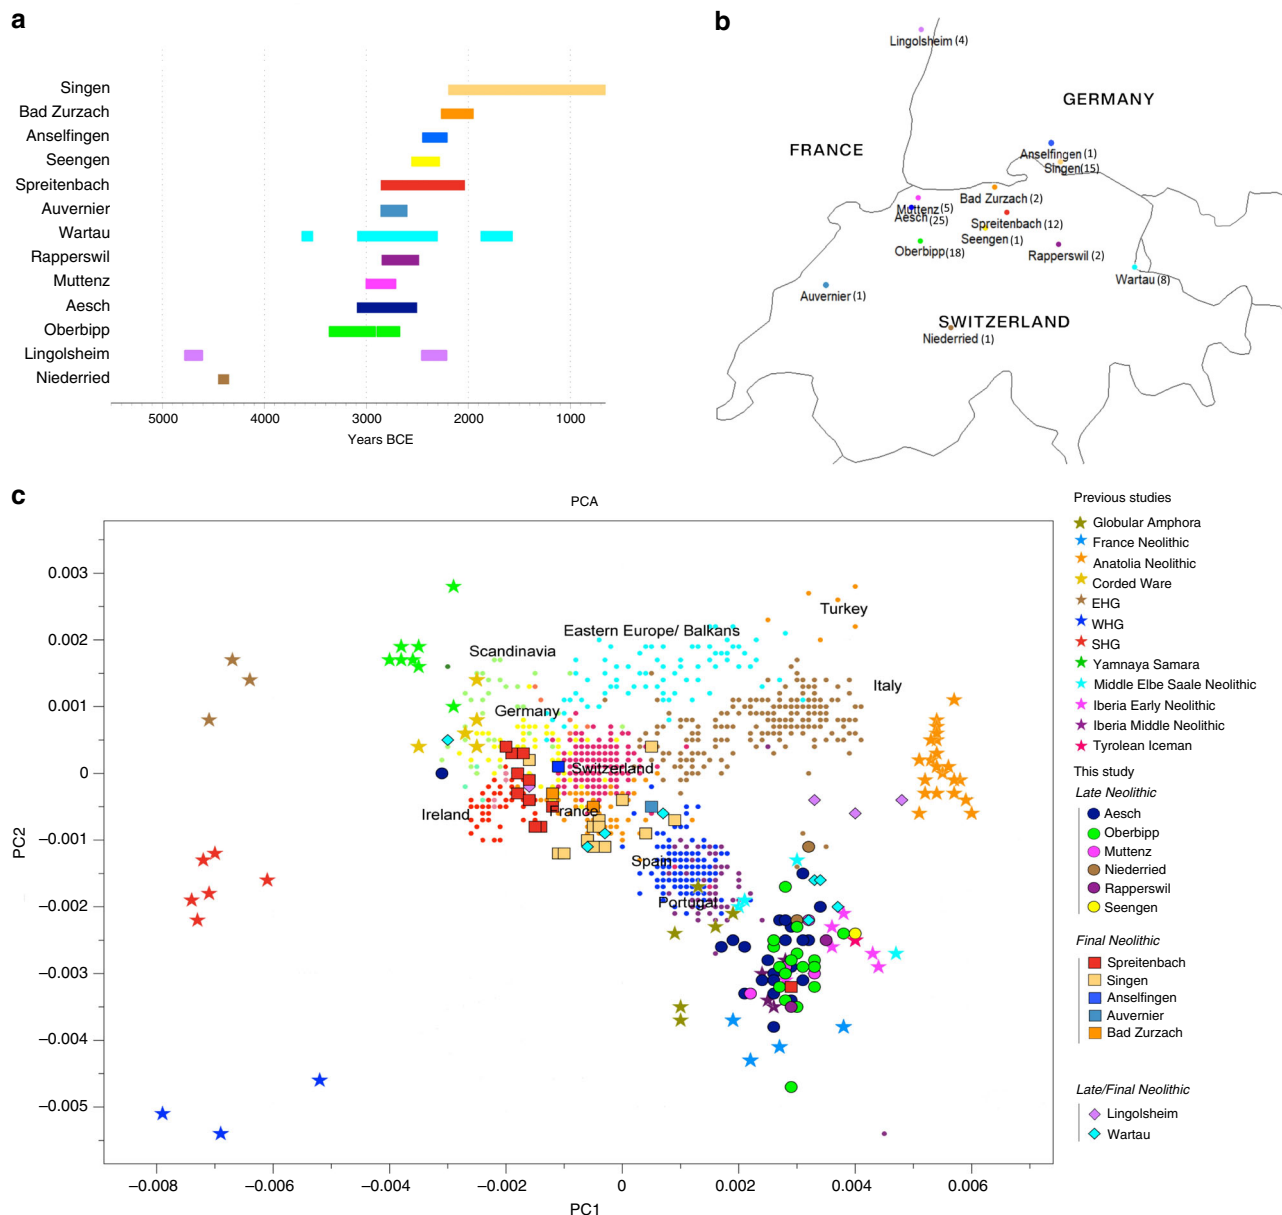 a
Singen
Bad Zurzach
Anselfingen
Seengen
Spreitenbach
Auvernier
Wartau
Rapperswil
Muttenz
Aesch
Oberbipp
Lingolsheim
Niederried
5000 4000 3000 2000 1000
Years BCE
b
Lingolsheim (4)
GERMANY
FRANCE
Anselfingen (1)
Singen(15)
Bad Zurzach (2)
Muttenz(5)
Aesch(25)
Spreitenbach (12)
Seengen (1)
Oberbipp(18)
Rapperswil (2)
Wartau(8)
Auvernier (1)
SWITZERLAND
Niederried (1)
c
PCA
0.003
0.002
0.001
0
−0.001
−0.002
−0.003
−0.004
−0.005
PC2
Turkey
Eastern Europe/ Balkans
Scandinavia
Italy
Germany
Switzerland
Ireland
France
Spain
Portugal
−0.008 −0.006 −0.004 −0.002 0 0.002 0.004 0.006
PC1
Previous studies
Globular Amphora
France Neolithic
Anatolia Neolithic
Corded Ware
EHG
WHG
SHG
Yamnaya Samara
Middle Elbe Saale Neolithic
Iberia Early Neolithic
Iberia Middle Neolithic
Tyrolean Iceman
This study
Late Neolithic
Aesch
Oberbipp
Muttenz
Niederried
Rapperswil
Seengen
Final Neolithic
Spreitenbach
Singen
Anselfingen
Auvernier
Bad Zurzach
Late/Final Neolithic
Lingolsheim
Wartau